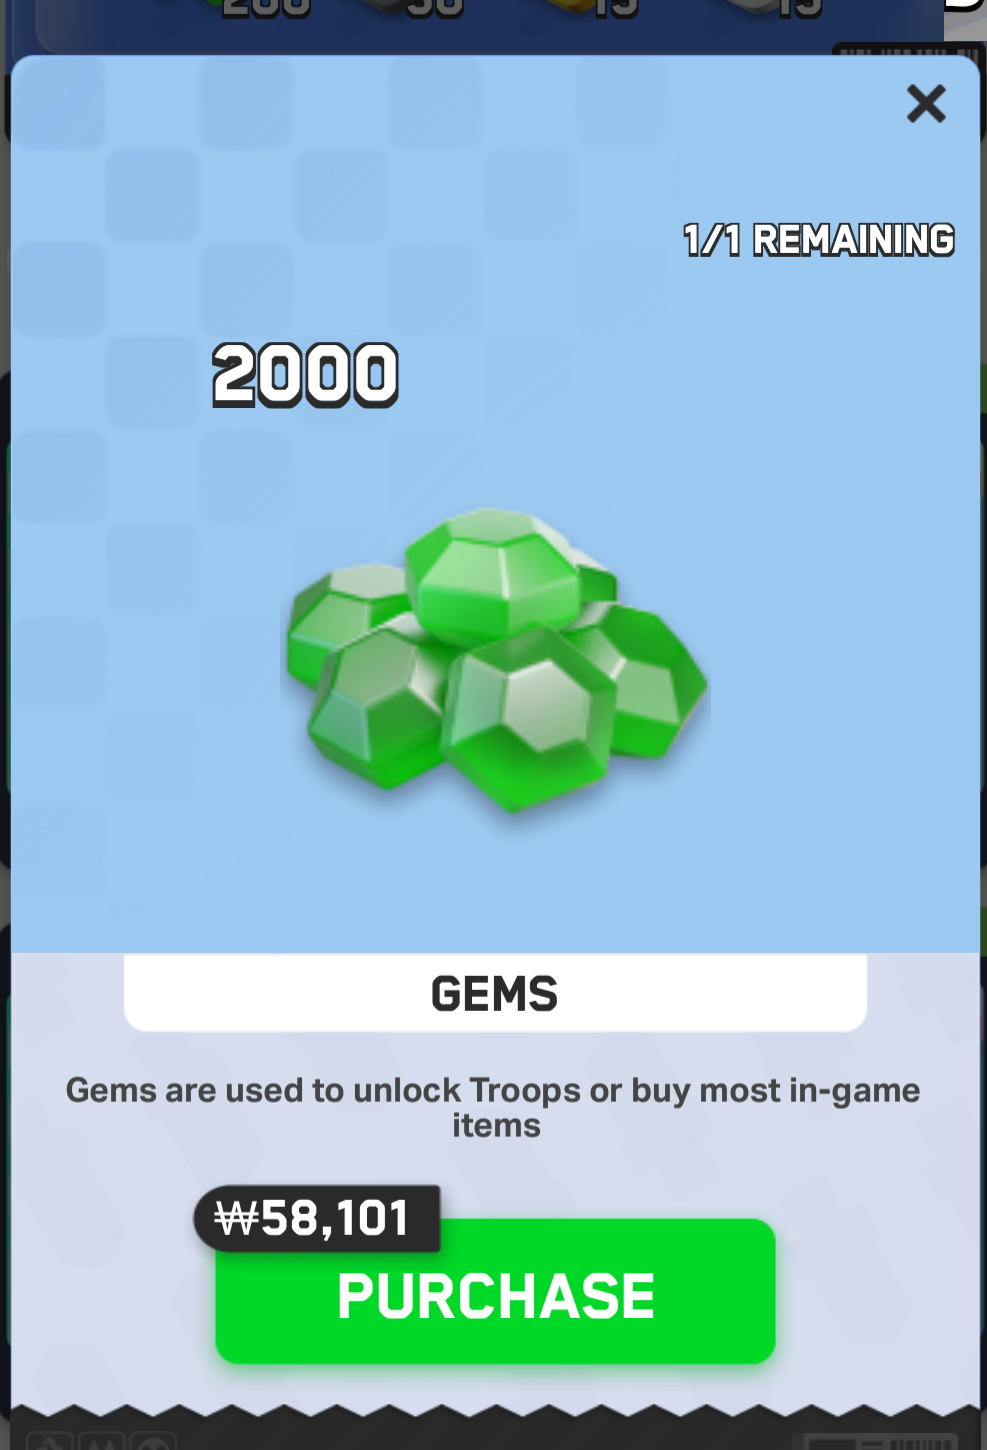 1/1 REMAINING
2000
GEMS
Gems are used to unlock Troops or buy most in-game
items
₩58,101
PURCHASE